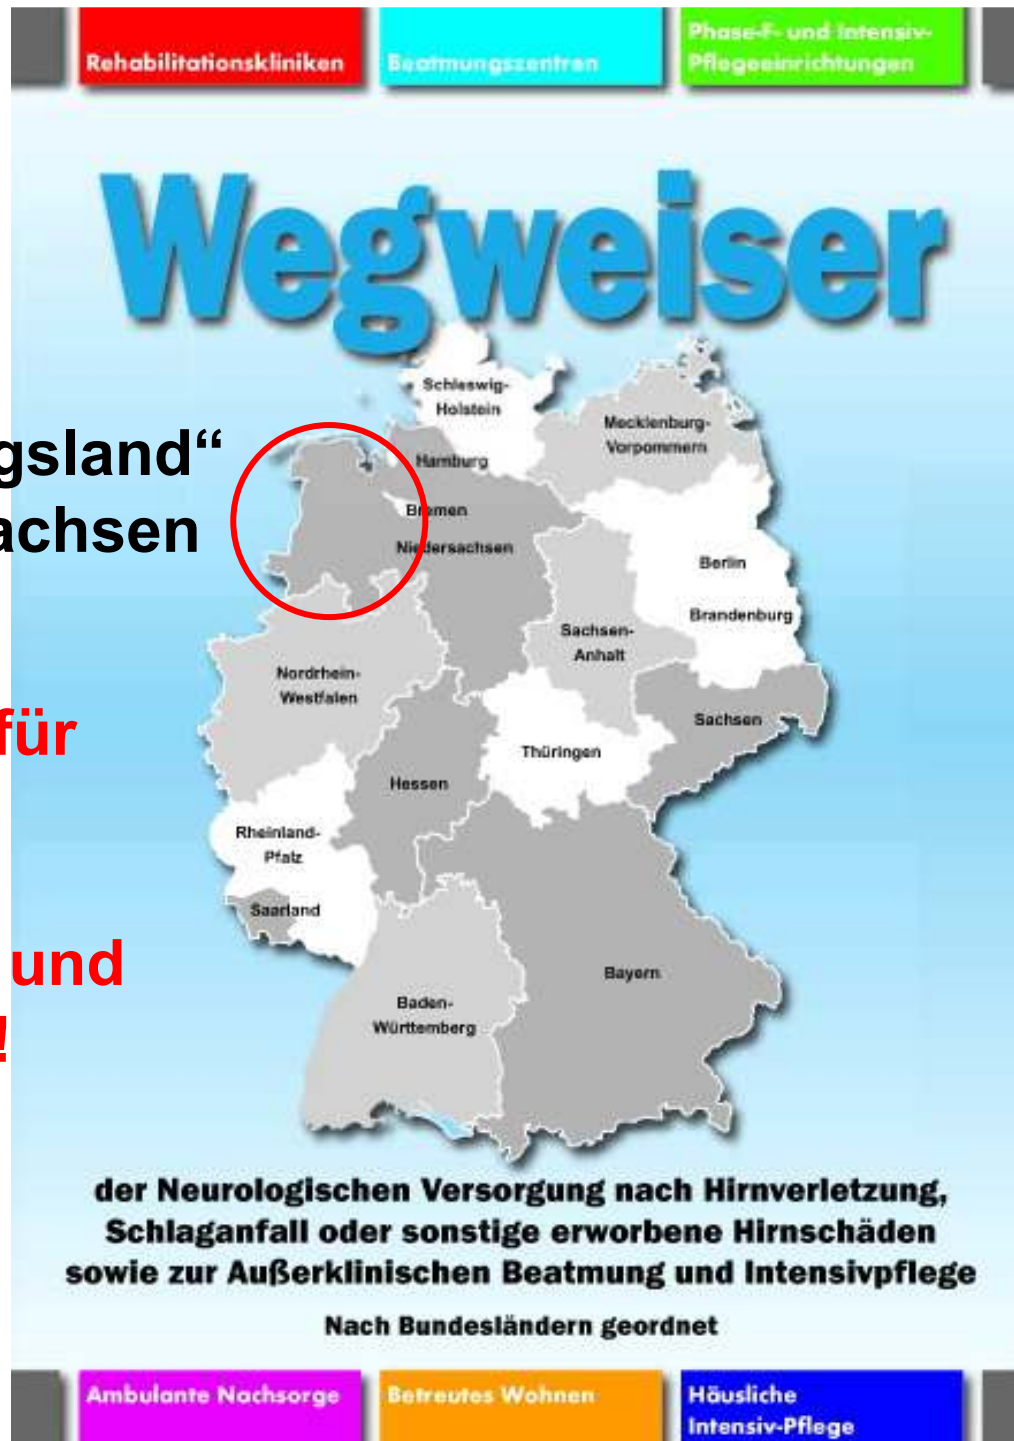 Rehabilitationskliniken
Beatmungszentren
Phase-F- und Intensiv-
Pflegeeinrichtungen
Wegweiser
Schleswig-
Holstein
Mecklenburg-
Vorpommern
Hamburg
gsland“
achsen
Bremen
Niedersachsen
Berlin
Brandenburg
Sachsen-
Anhalt
Nordrhein-
Westfalen
Sachsen
für
Thüringen
Hessen
Rheinland-
Pfalz
Saarland
und
Bayern
Baden-
Württemberg
!
der Neurologischen Versorgung nach Hirnverletzung,
Schlaganfall oder sonstige erworbene Hirnschäden
sowie zur Außerklinischen Beatmung und Intensivpflege
Nach Bundesländern geordnet
Ambulante Nachsorge
Betreutes Wohnen
Häusliche
Intensiv-Pflege